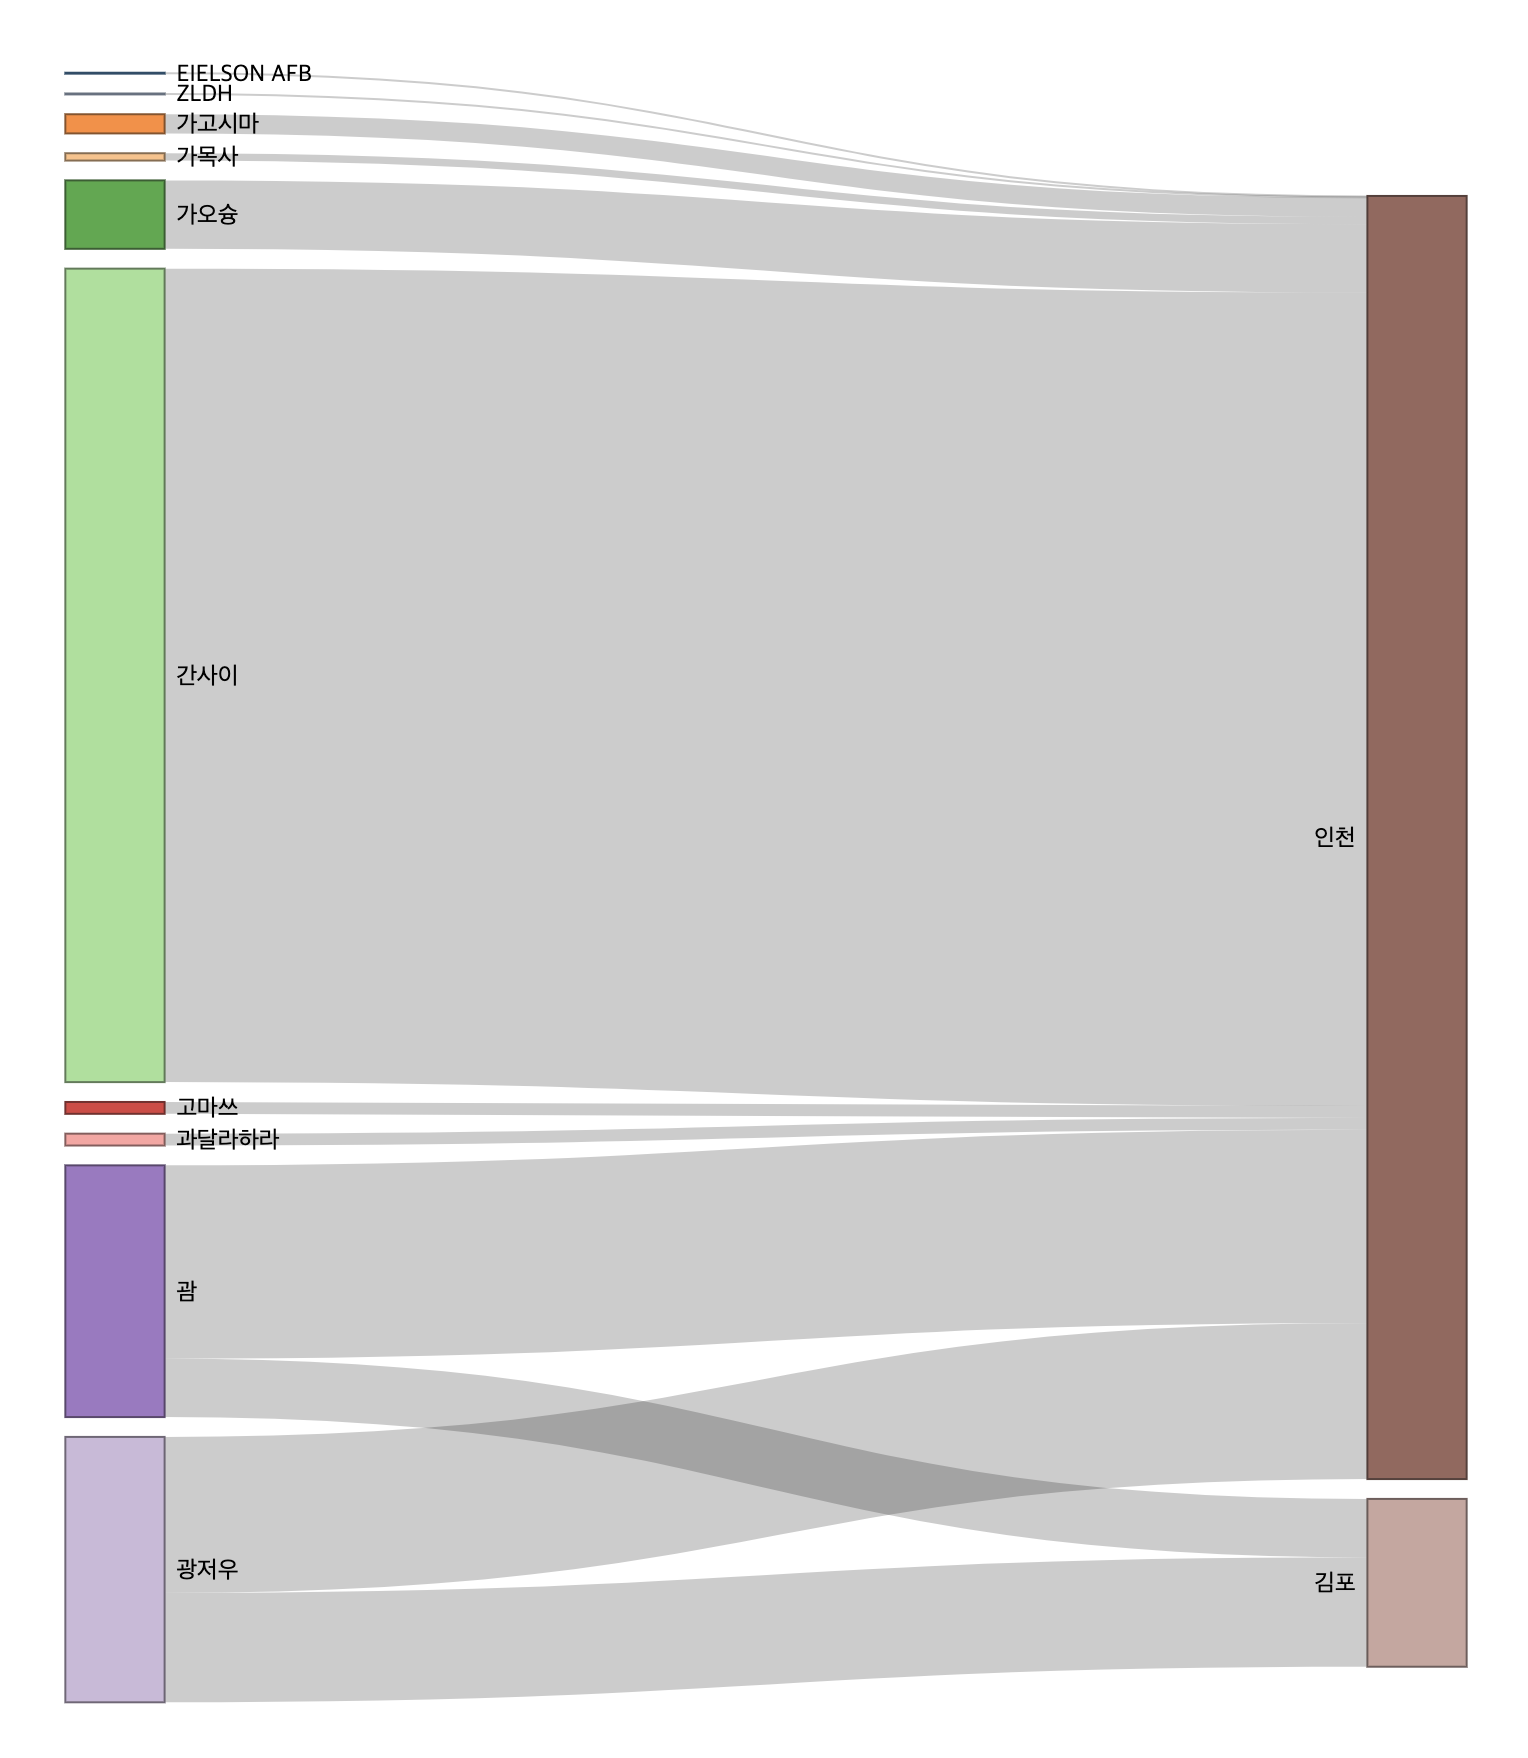 EIELSON AFB
ZLDH
가고시마
가목사
가오슝
간사이
고마쓰
과달라하라
괌
광저우
인천
김포